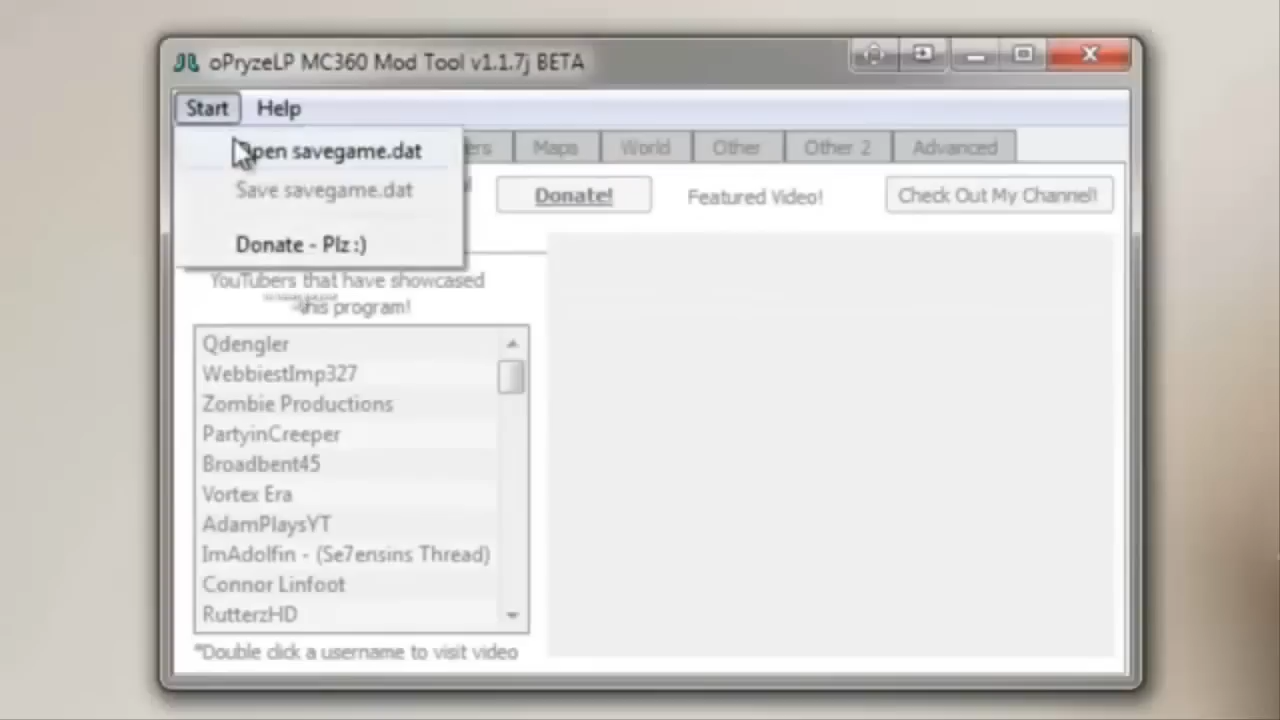 oPryzeLP MC360 Mod Tool v1.1.7j BETA
Start Help
Open savegame.dat
Save savegame.dat
Donate - Plz :)
Maps World Other Other 2 Advanced
Donate! Featured Video! Check Out My Channel!
YouTubers that have showcased
this program!
Qdengler
WebbiestImp327
Zombie Productions
PartyinCreeper
Broadbent45
Vortex Era
AdamPlaysYT
ImAdolfin - (Se7ensins Thread)
Connor Linfoot
RutterzHD
*Double click a username to visit video